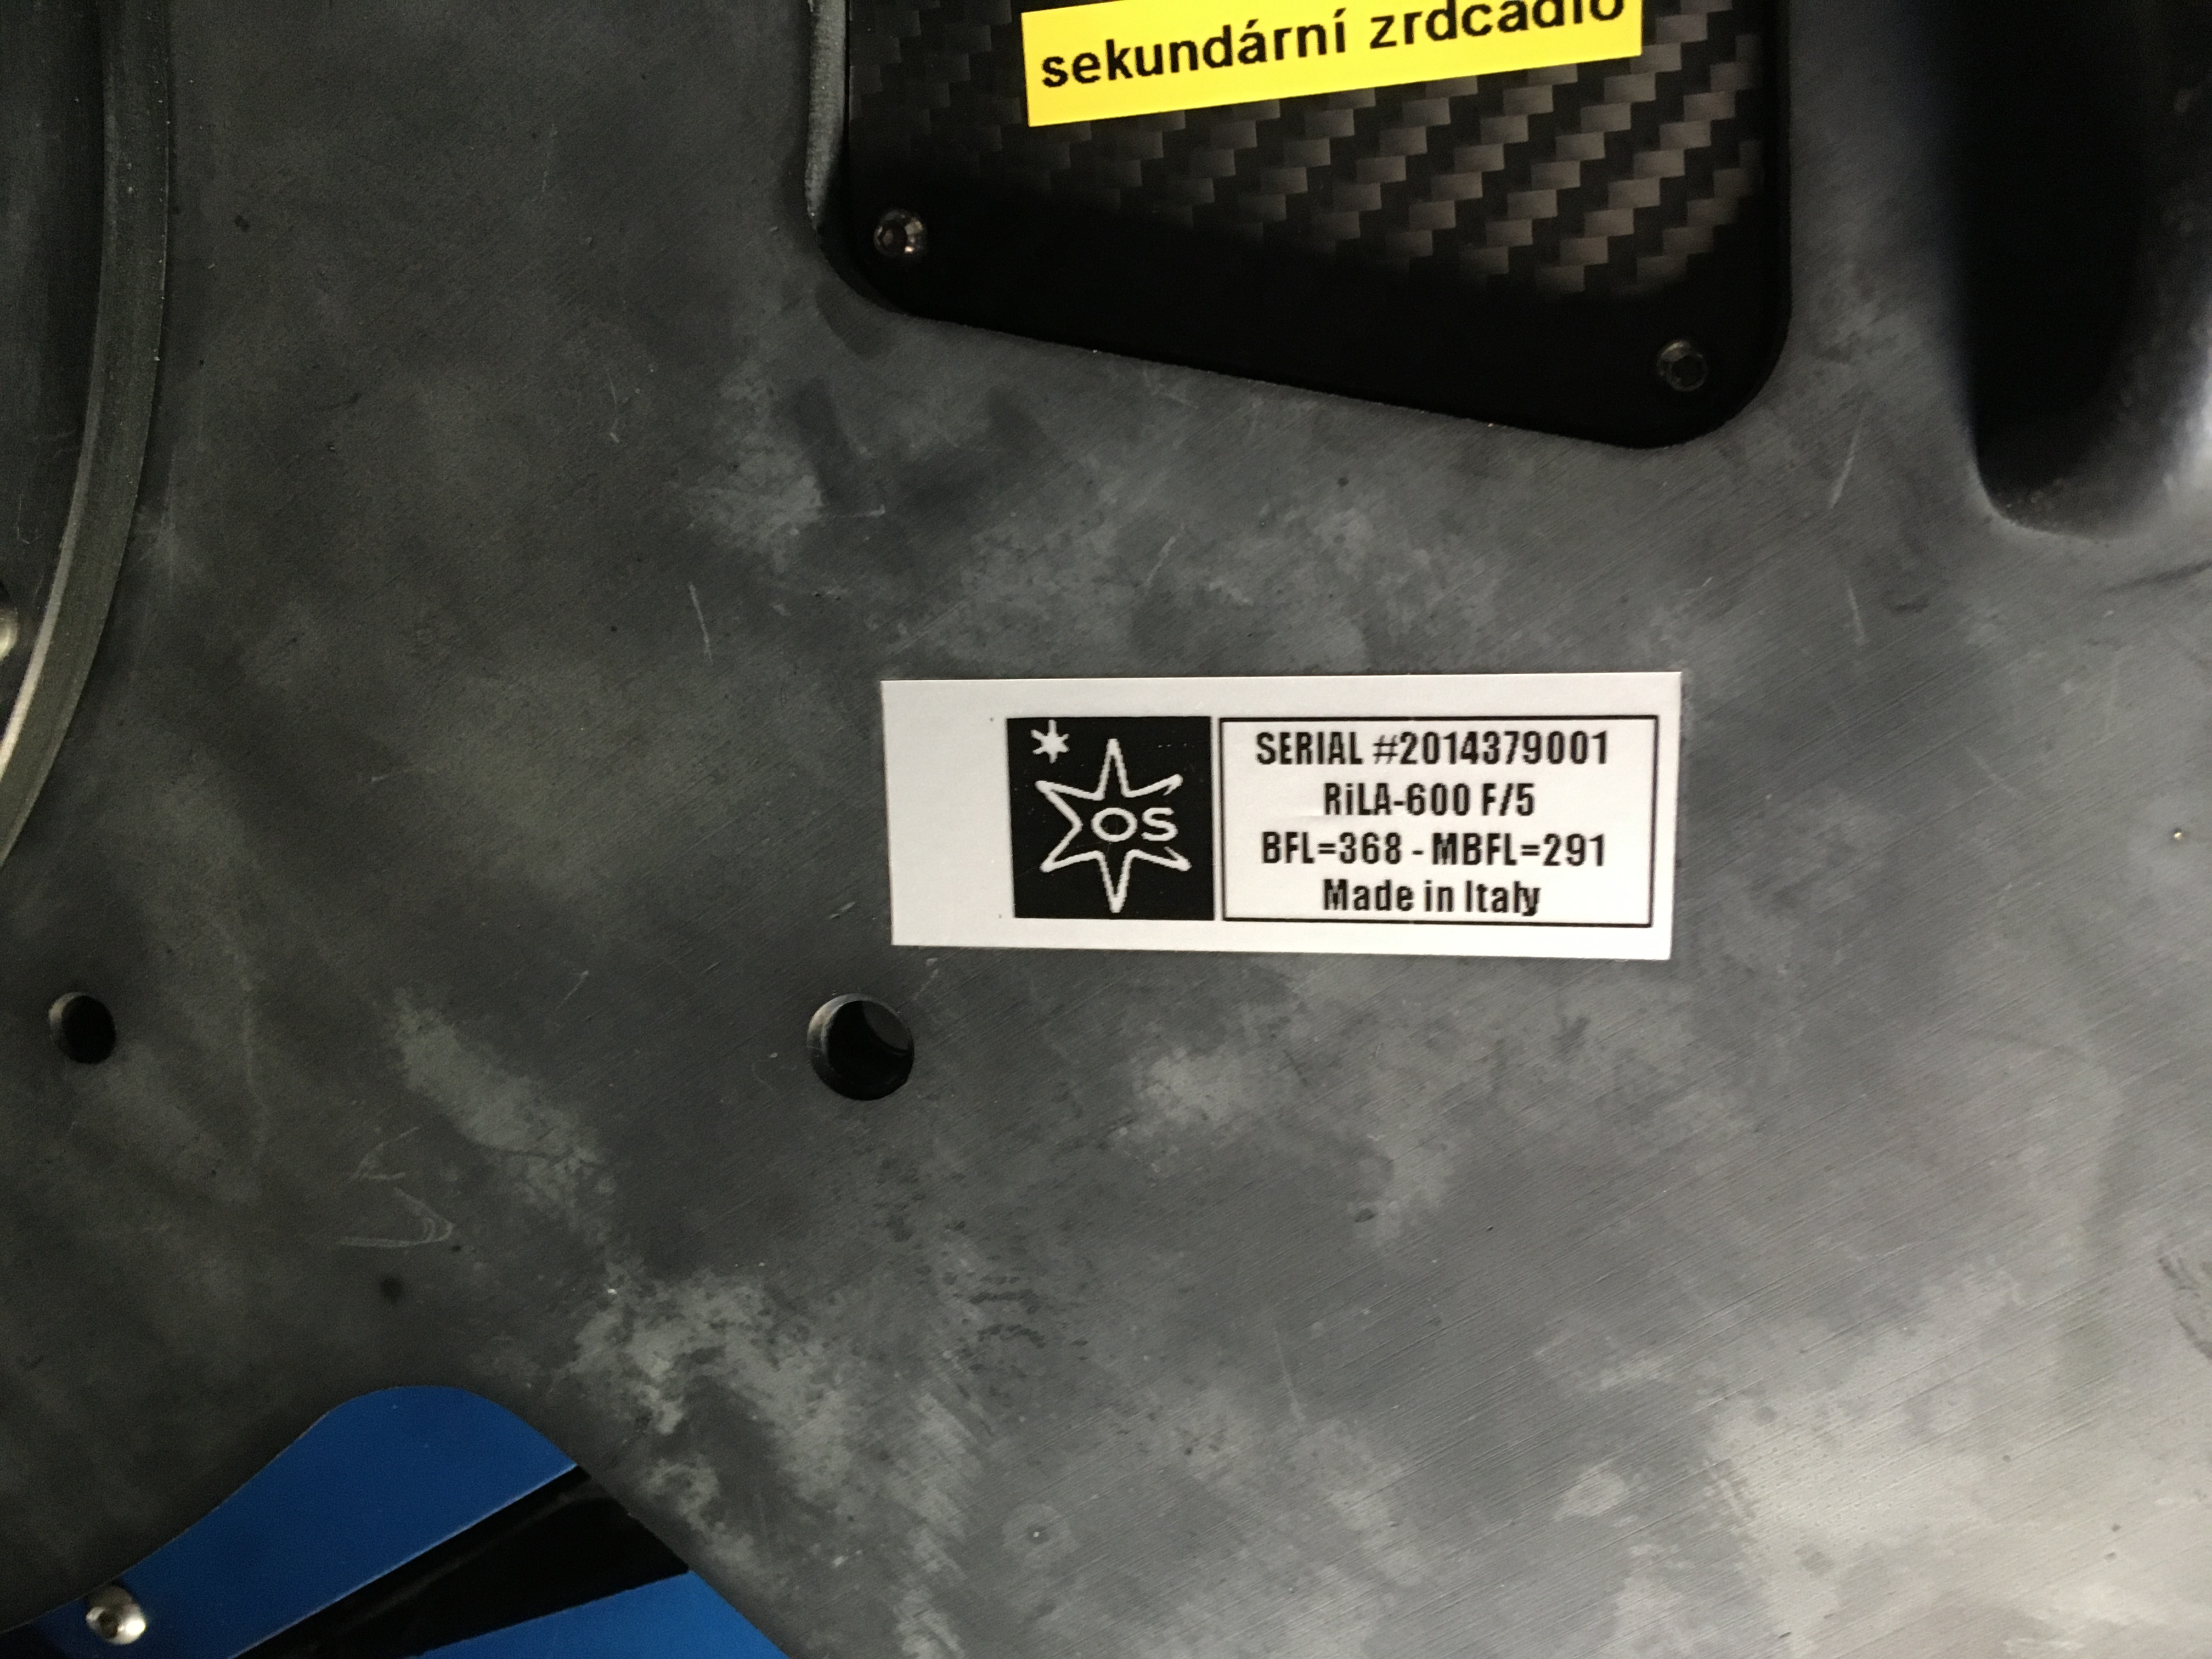 sekundární zrdcadlo
OS
SERIAL #2014379001
RiLA-600 F/5
BFL=368 - MBFL=291
Made in Italy